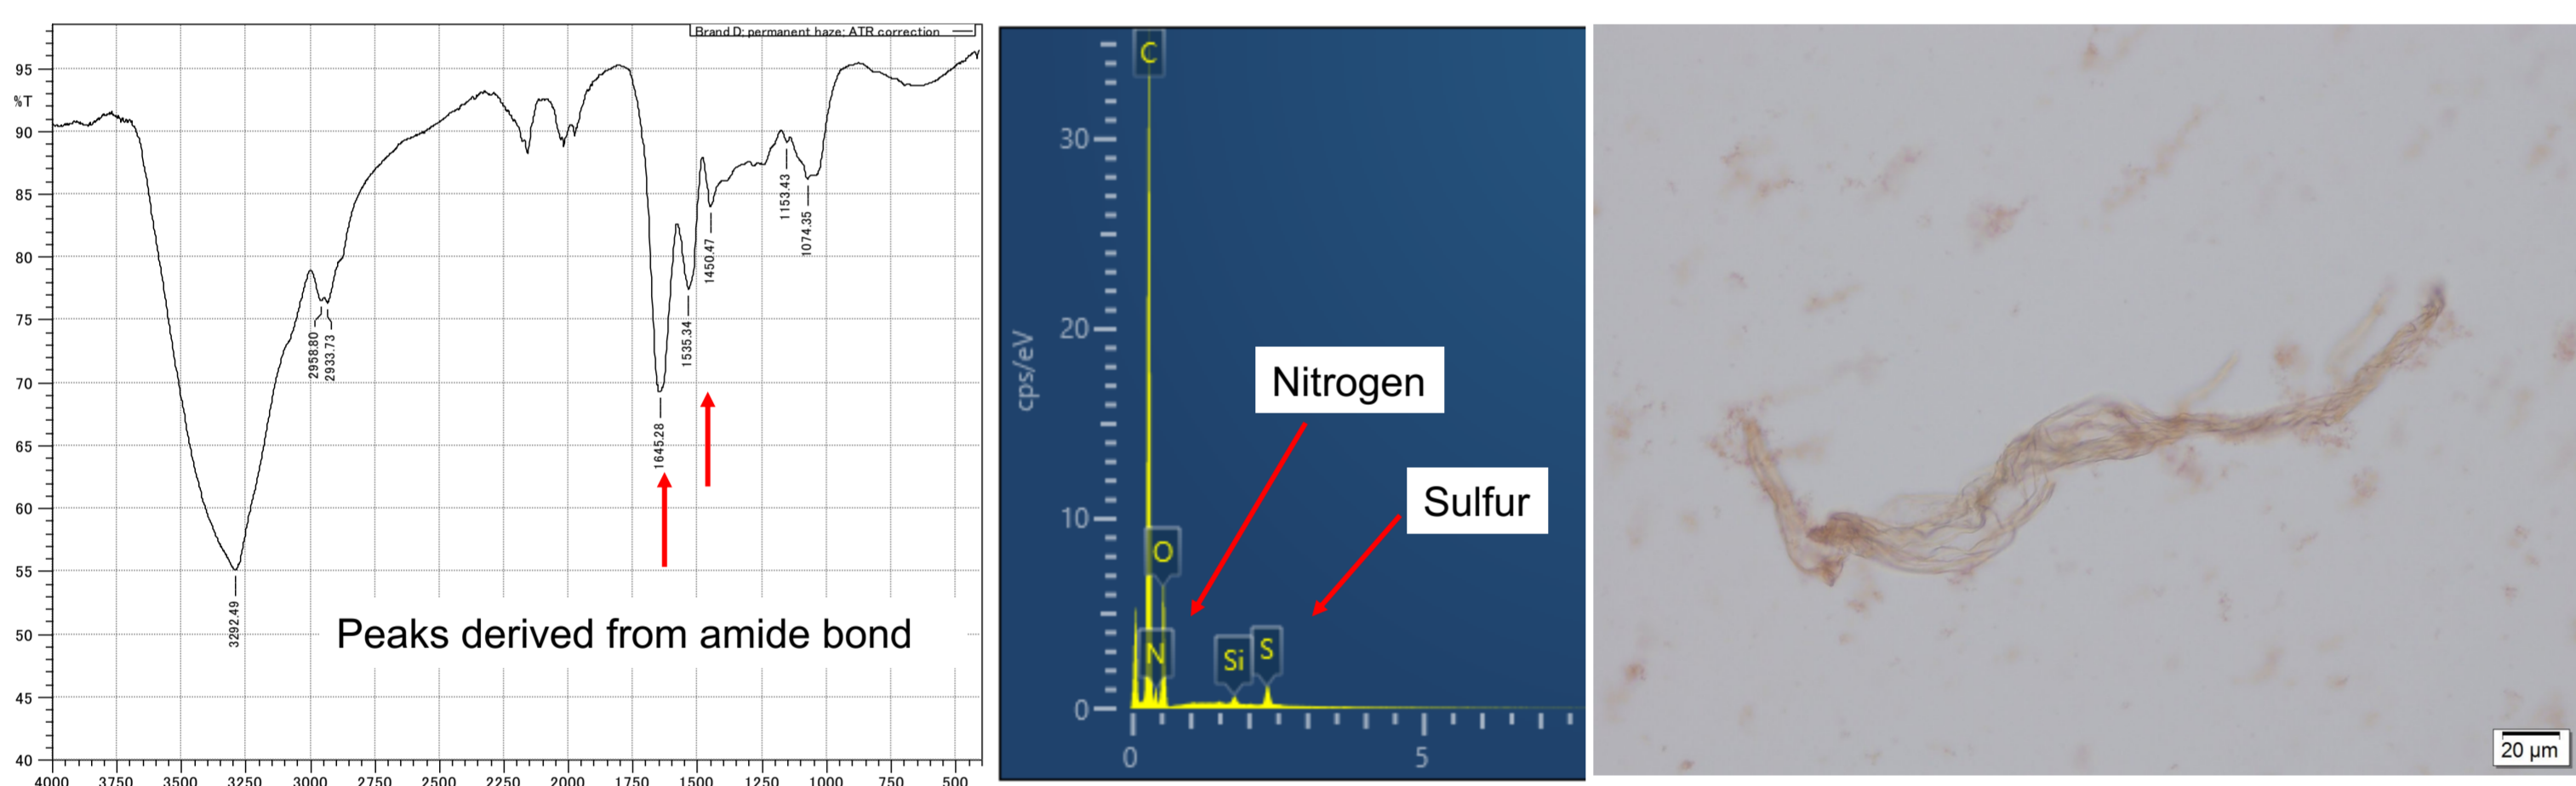 Brand D; permanent haze; ATR correction
%T
95
90
85
80
75
70
65
60
55
50
45
40
3292.49
2958.80
2933.73
1645.28
1535.34
1450.47
1153.43
1074.35
Peaks derived from amide bond
4000 3750 3500 3250 3000 2750 2500 2250 2000 1750 1500 1250 1000 750 500
C
O
N
Si
S
Nitrogen
Sulfur
cps/eV
30
20
10
0
0 5
20 µm